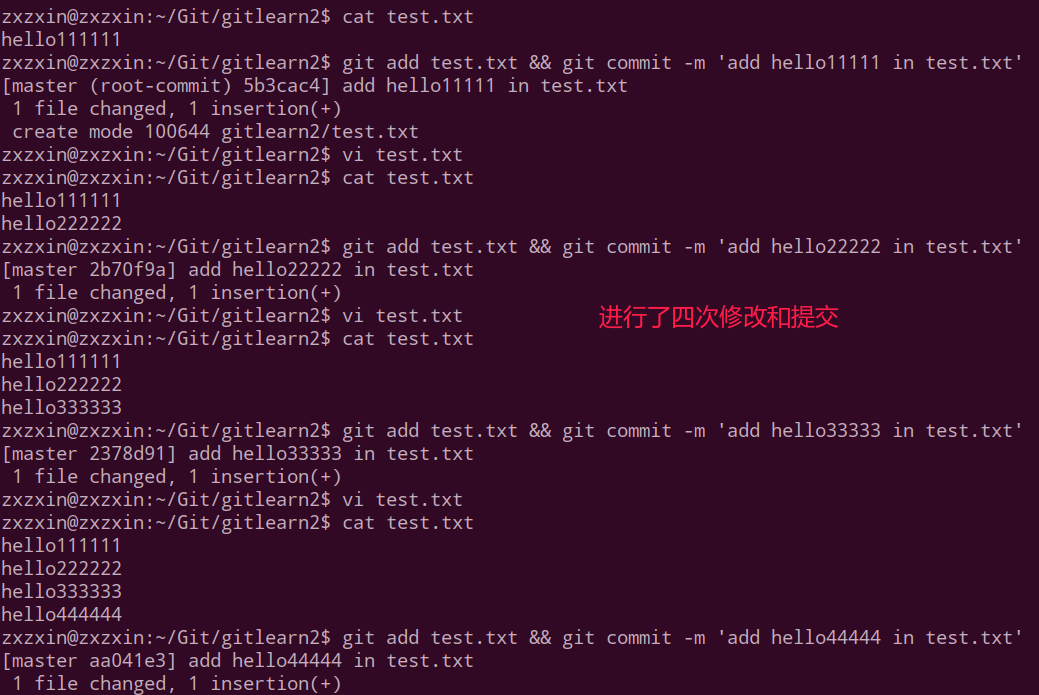 zxzxin@zxzxin:~/Git/gitlearn2$ cat test.txt
hello111111
zxzxin@zxzxin:~/Git/gitlearn2$ git add test.txt && git commit -m 'add hello11111 in test.txt'
[master (root-commit) 5b3cac4] add hello11111 in test.txt
 1 file changed, 1 insertion(+)
 create mode 100644 gitlearn2/test.txt
zxzxin@zxzxin:~/Git/gitlearn2$ vi test.txt
zxzxin@zxzxin:~/Git/gitlearn2$ cat test.txt
hello111111
hello222222
zxzxin@zxzxin:~/Git/gitlearn2$ git add test.txt && git commit -m 'add hello22222 in test.txt'
[master 2b70f9a] add hello22222 in test.txt
 1 file changed, 1 insertion(+)
zxzxin@zxzxin:~/Git/gitlearn2$ vi test.txt
进行了四次修改和提交
zxzxin@zxzxin:~/Git/gitlearn2$ cat test.txt
hello111111
hello222222
hello333333
zxzxin@zxzxin:~/Git/gitlearn2$ git add test.txt && git commit -m 'add hello33333 in test.txt'
[master 2378d91] add hello33333 in test.txt
 1 file changed, 1 insertion(+)
zxzxin@zxzxin:~/Git/gitlearn2$ vi test.txt
zxzxin@zxzxin:~/Git/gitlearn2$ cat test.txt
hello111111
hello222222
hello333333
hello444444
zxzxin@zxzxin:~/Git/gitlearn2$ git add test.txt && git commit -m 'add hello44444 in test.txt'
[master aa041e3] add hello44444 in test.txt
 1 file changed, 1 insertion(+)